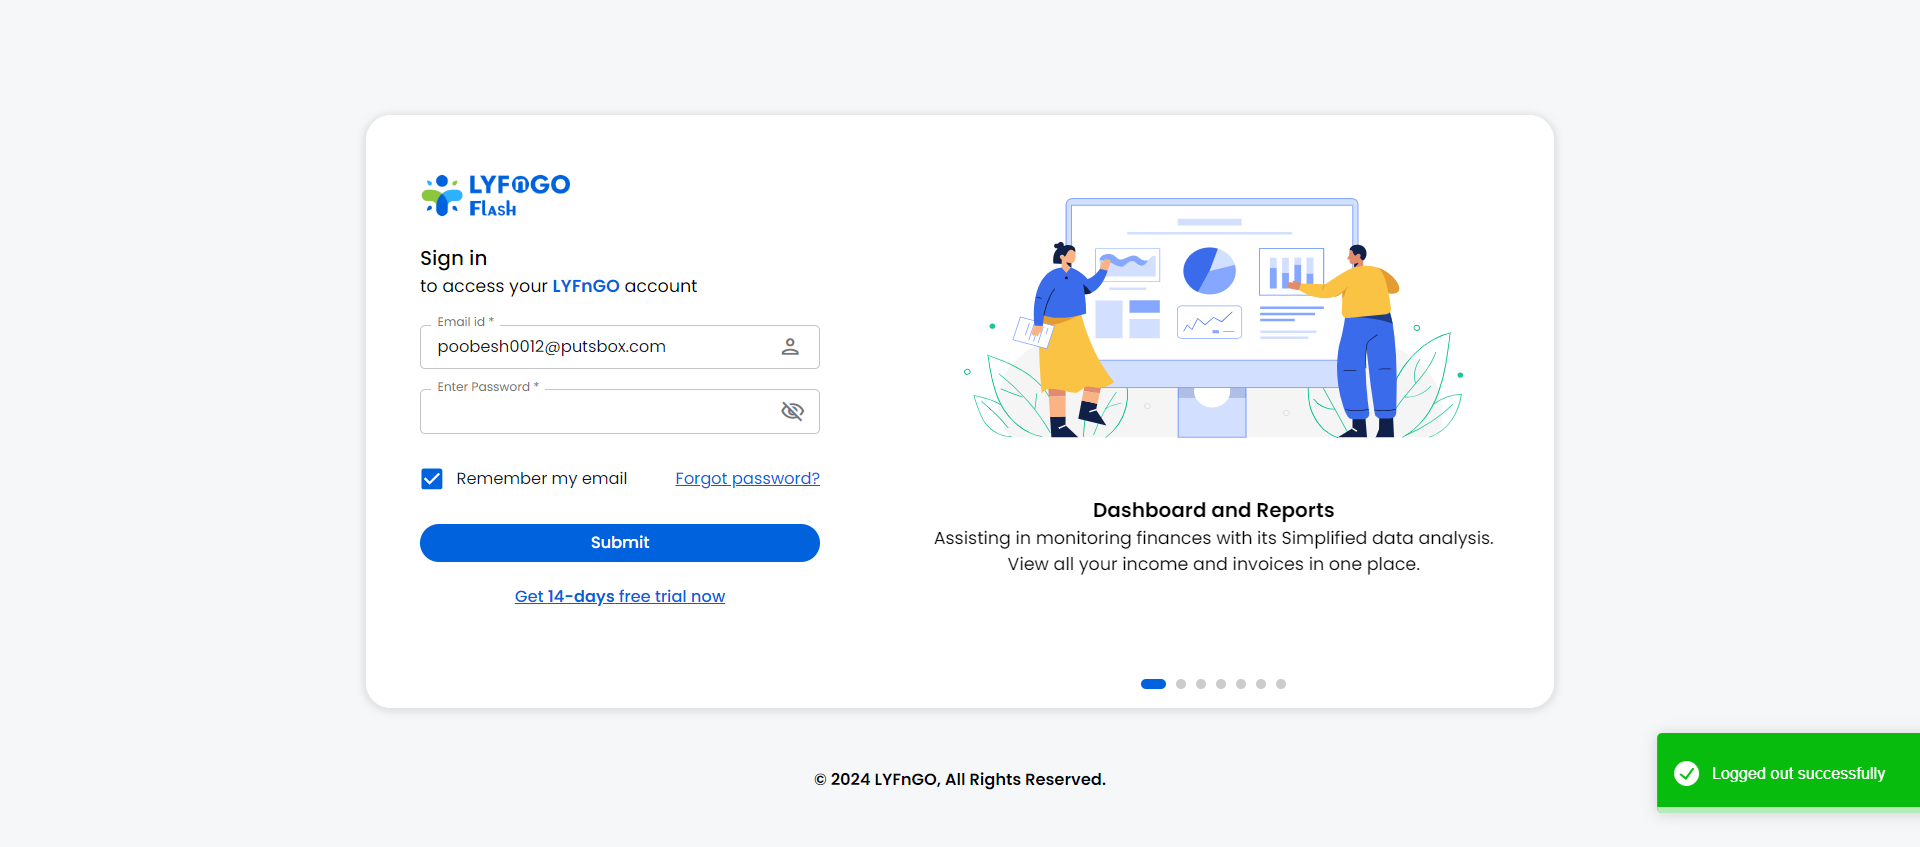 LYFnGO
Flash
Sign in
to access your LYFnGO account
Email id *
poobesh0012@putsbox.com
Enter Password *
Remember my email
Forgot password?
Submit
Get 14-days free trial now
Dashboard and Reports
Assisting in monitoring finances with its Simplified data analysis.
View all your income and invoices in one place.
© 2024 LYFnGO, All Rights Reserved.
Logged out successfully